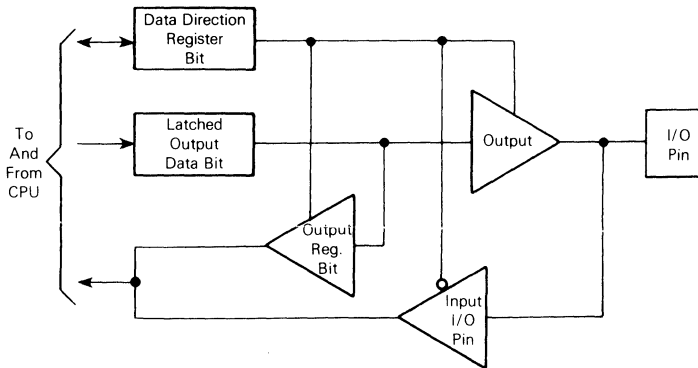 Data Direction
Register
Bit
To
And
From
CPU
Latched
Output
Data Bit
Output
I/O
Pin
Output
Reg.
Bit
Input
I/O
Pin